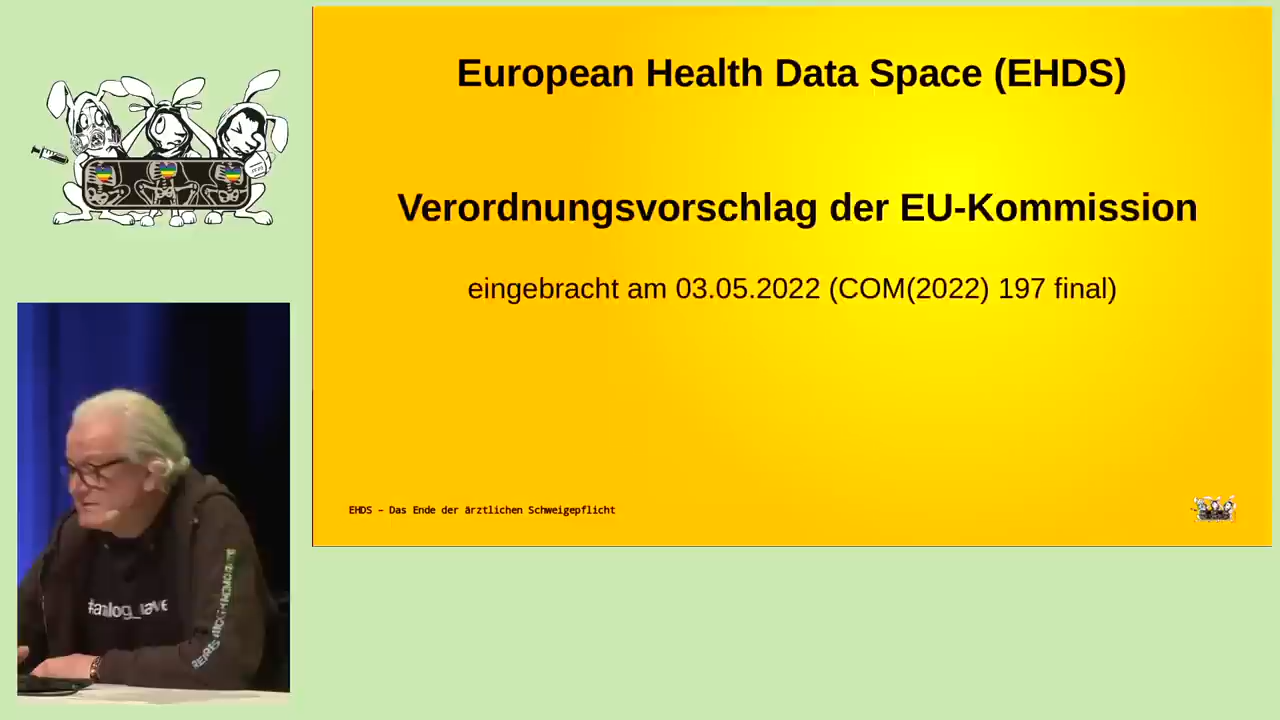 European Health Data Space (EHDS)
Verordnungsvorschlag der EU-Kommission
eingebracht am 03.05.2022 (COM(2022) 197 final)
EHDS – Das Ende der ärztlichen Schweigepflicht